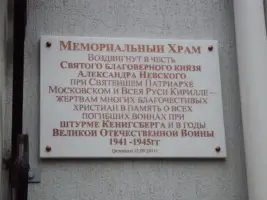 Мемориальный Храм
Воздвигнут в честь
Святого благоверного князя
Александра Невского
при Святейшем Патриархе
Московском и Всея Руси Кирилле –
жертвам многих благочестивых
христиан в память о всех
погибших воинах при
штурме Кенигсберга и в годы
Великой Отечественной Войны
1941 -1945гг